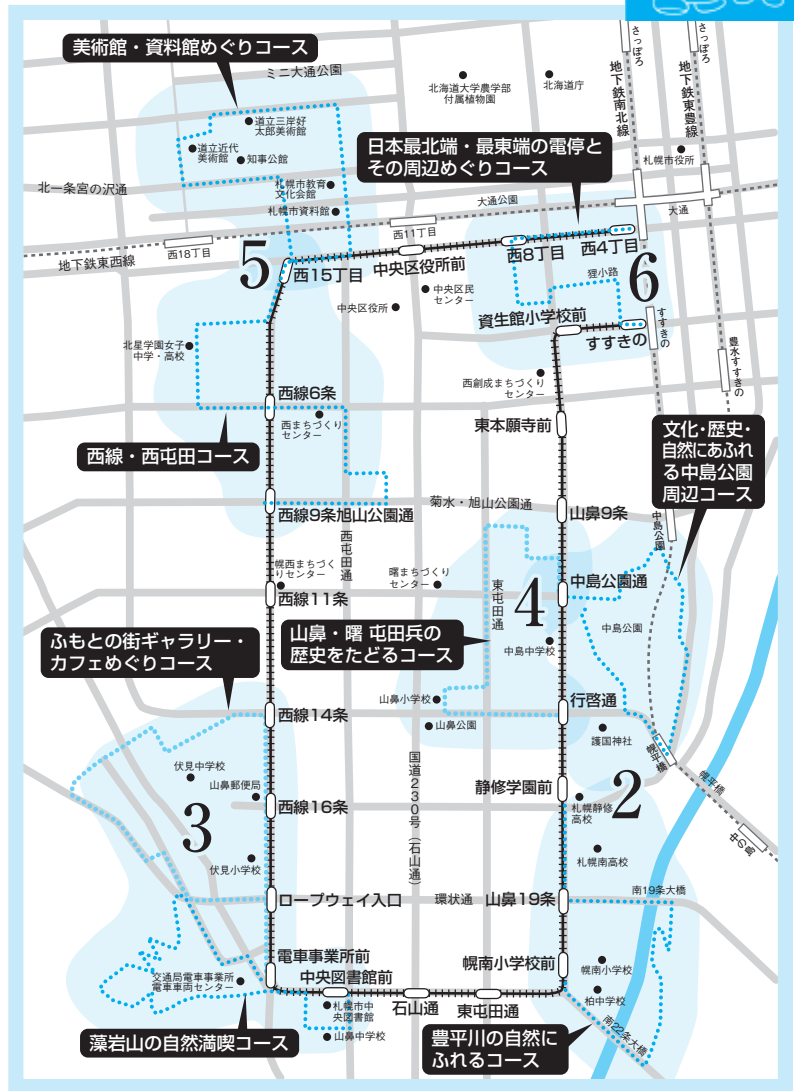 美術館・資料館めぐりコース
ミニ大通公園
北海道大学農学部
付属植物園
北海道庁
さっぽろ
さっぽろ
地下鉄南北線
地下鉄東豊線
道立三岸好
太郎美術館
道立近代
美術館
知事公館
日本最北端・最東端の電停と
その周辺めぐりコース
札幌市役所
北一条宮の沢通
札幌市教育
文化会館
札幌市資料館
大通公園
大通
西11丁目
西18丁目
地下鉄東西線
5
西15丁目
中央区役所前
西8丁目
西4丁目
6
狸小路
中央区役所
中央区民
センター
資生館小学校前
すすきの
すすきの
豊水すすきの
北星学園女子
中学・高校
西創成まちづくり
センター
西線6条
西まちづくり
センター
東本願寺前
西線・西屯田コース
文化・歴史・
自然にあふれ
る中島公園
周辺コース
西線9条旭山公園通
菊水・旭山公園通
山鼻9条
中島公園
西屯田通
幌西まちづく
りセンター
曙まちづくり
センター
東屯田通
中島公園通
西線11条
4
中島公園
ふもとの街ギャラリー・
カフェめぐりコース
山鼻・曙 屯田兵の
歴史をたどるコース
中島中学校
山鼻小学校
行啓通
西線14条
山鼻公園
護国神社
幌平橋
幌平橋
伏見中学校
国道230号（石山通）
静修学園前
2
山鼻郵便局
西線16条
札幌静修
高校
中の島
3
伏見小学校
札幌南高校
ロープウェイ入口
環状通
山鼻19条
南19条大橋
電車事業所前
中央図書館前
幌南小学校前
幌南小学校
交通局電車事業所
電車車両センター
柏中学校
札幌市中
央図書館
石山通
東屯田通
南22条大橋
山鼻中学校
藻岩山の自然満喫コース
豊平川の自然に
ふれるコース